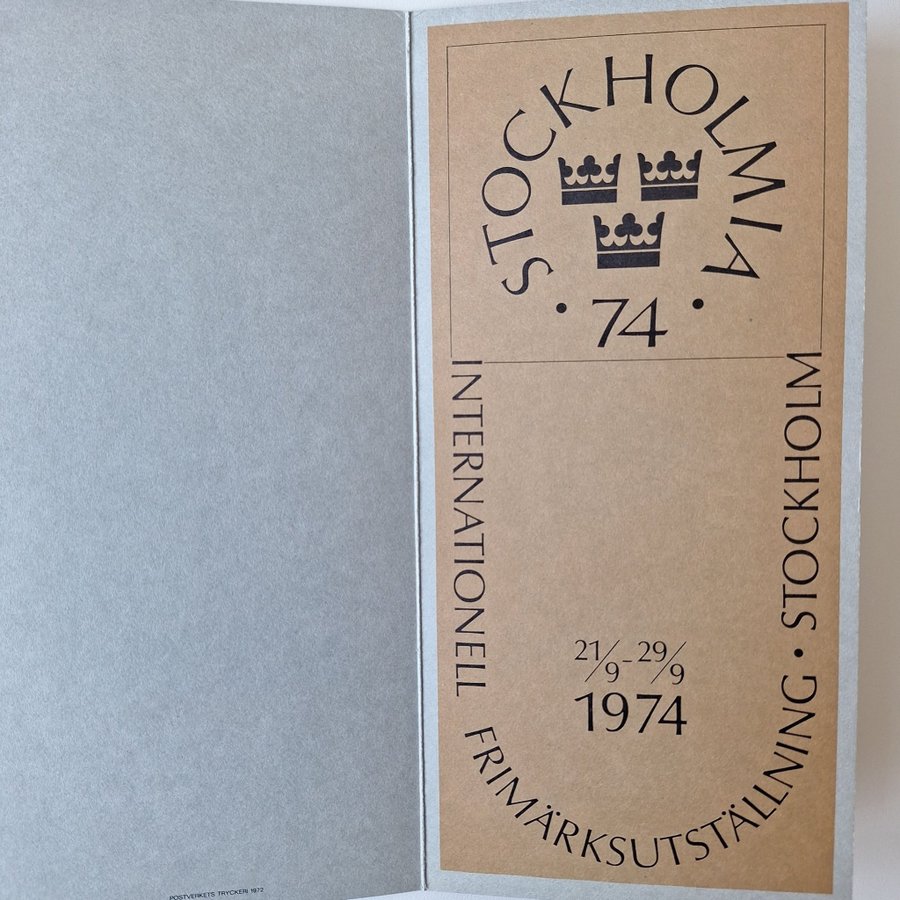 STOCKHOLMIA
• 74 •
INTERNATIONELL FRIMÄRKSUTSTÄLLNING • STOCKHOLM
21/9-29/9
1974
POSTVERKETS TRYCKERI 1972